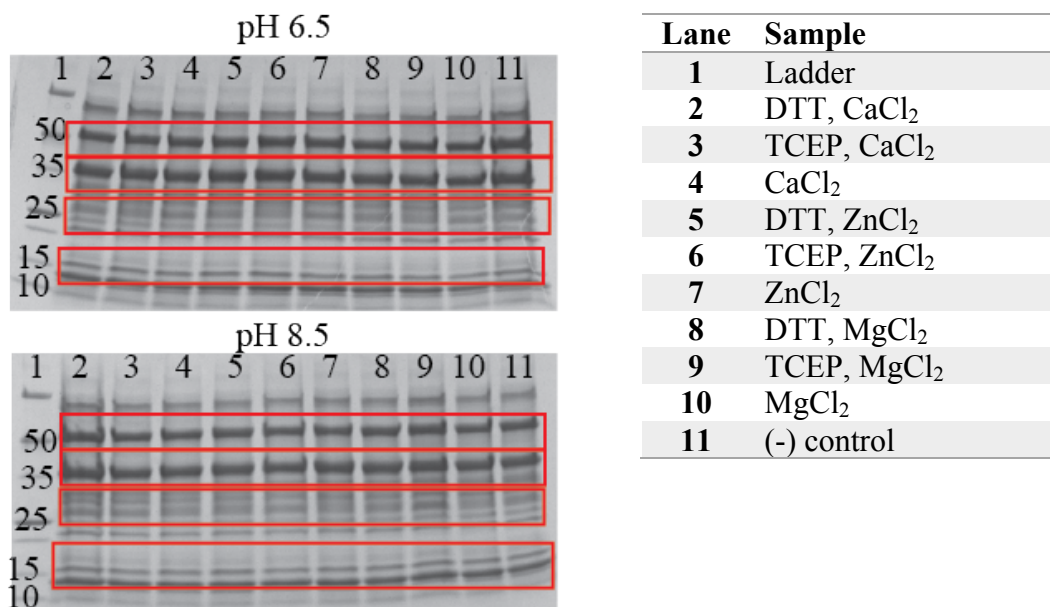 pH 6.5
1 2 3 4 5 6 7 8 9 10 11
50
35
25
15
10
pH 8.5
1 2 3 4 5 6 7 8 9 10 11
50
35
25
15
10
Lane Sample
1 Ladder
2 DTT, CaCl₂
3 TCEP, CaCl₂
4 CaCl₂
5 DTT, ZnCl₂
6 TCEP, ZnCl₂
7 ZnCl₂
8 DTT, MgCl₂
9 TCEP, MgCl₂
10 MgCl₂
11 (-) control